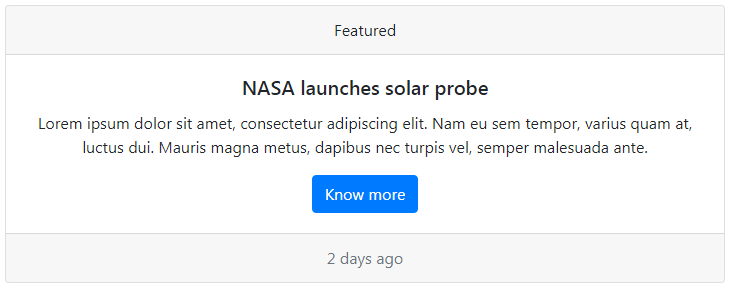 Featured
NASA launches solar probe
Lorem ipsum dolor sit amet, consectetur adipiscing elit. Nam eu sem tempor, varius quam at,
luctus dui. Mauris magna metus, dapibus nec turpis vel, semper malesuada ante.
Know more
2 days ago